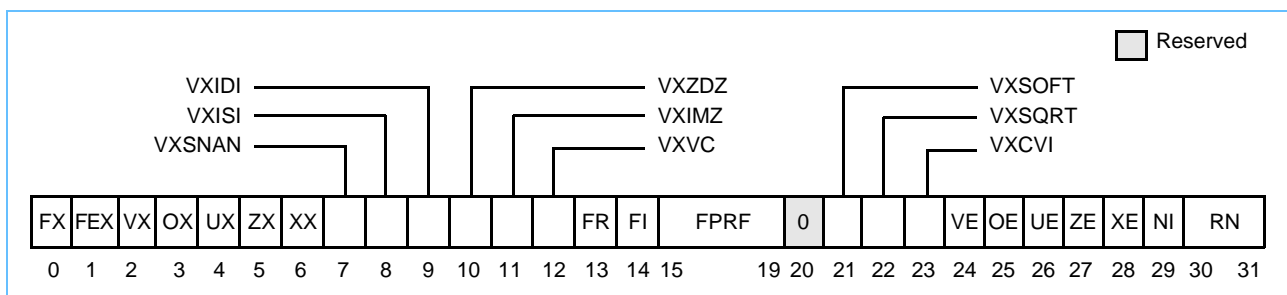 Reserved
VXIDI VXZDZ VXSOFT
VXISI VXIMZ VXSQRT
VXSNAN VXVC VXCVI
FX FEX VX OX UX ZX XX FR FI FPRF 0 VE OE UE ZE XE NI RN
0 1 2 3 4 5 6 7 8 9 10 11 12 13 14 15 19 20 21 22 23 24 25 26 27 28 29 30 31